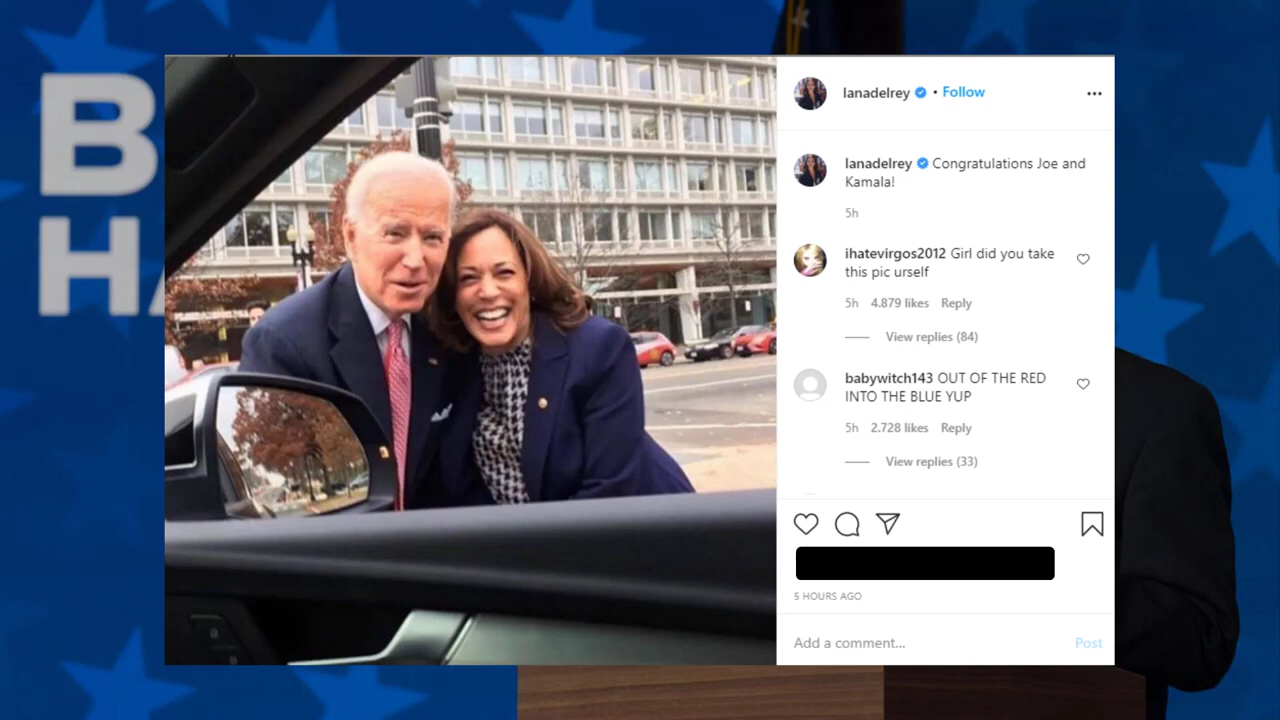 B
HA
lanadelrey • Follow
lanadelrey Congratulations Joe and
Kamala!
5h
ihatevirgos2012 Girl did you take
this pic urself
5h 4.879 likes Reply
View replies (84)
babywitch143 OUT OF THE RED
INTO THE BLUE YUP
5h 2.728 likes Reply
View replies (33)
5 HOURS AGO
Add a comment... Post